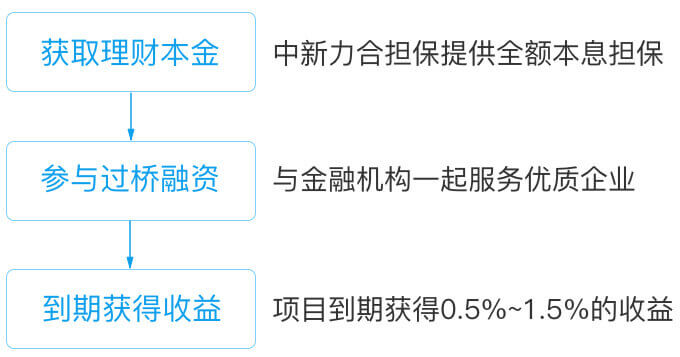 获取理财本金
中新力合担保提供全额本息担保
参与过桥融资
与金融机构一起服务优质企业
到期获得收益
项目到期获得0.5%~1.5%的收益